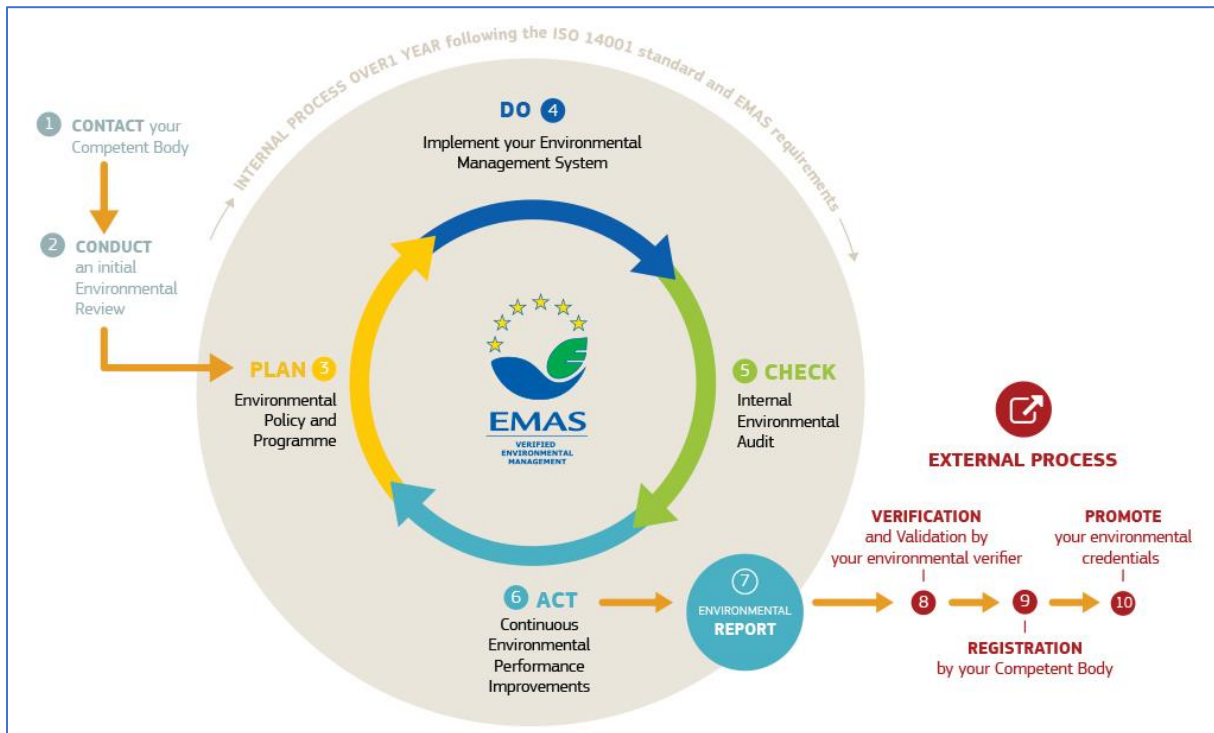 INTERNAL PROCESS OVER1 YEAR following the ISO 14001 standard and EMAS requirements
1 CONTACT your
Competent Body
2 CONDUCT
an initial
Environmental
Review
PLAN 3
Environmental
Policy and
Programme
DO 4
Implement your Environmental
Management System
EMAS
VERIFIED
ENVIRONMENTAL
MANAGEMENT
5 CHECK
Internal
Environmental
Audit
6 ACT
Continuous
Environmental
Performance
Improvements
7
ENVIRONMENTAL
REPORT
EXTERNAL PROCESS
VERIFICATION
and Validation by
your environmental verifier
8
9
REGISTRATION
by your Competent Body
PROMOTE
your environmental
credentials
10